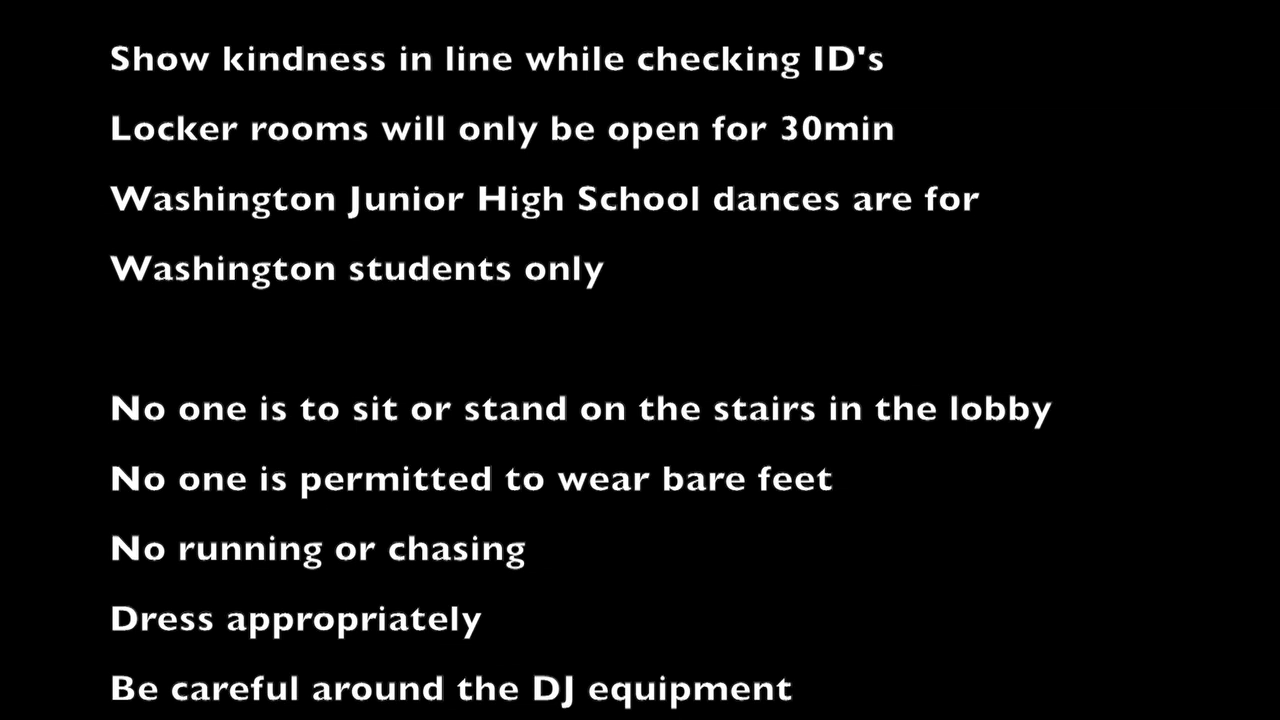 Show kindness in line while checking ID's
Locker rooms will only be open for 30min
Washington Junior High School dances are for
Washington students only
No one is to sit or stand on the stairs in the lobby
No one is permitted to wear bare feet
No running or chasing
Dress appropriately
Be careful around the DJ equipment